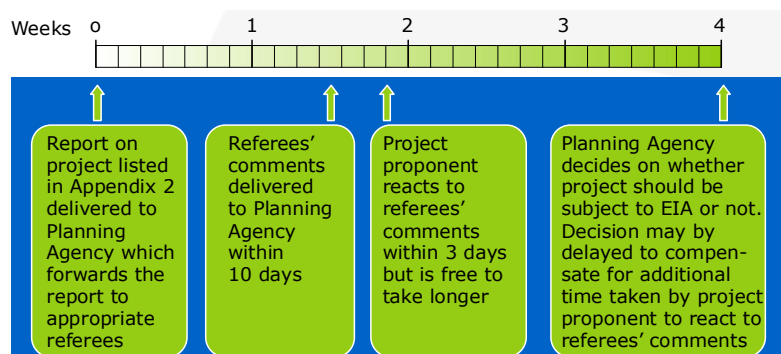 Weeks 0 1 2 3 4
Report on
project listed
in Appendix 2
delivered to
Planning
Agency which
forwards the
report to
appropriate
referees
Referees’
comments
delivered
to Planning
Agency
within
10 days
Project
proponent
reacts to
referees’
comments
within 3 days
but is free to
take longer
Planning Agency
decides on whether
project should be
subject to EIA or not.
Decision may by
delayed to compen-
sate for additional
time taken by project
proponent to react to
referees’ comments